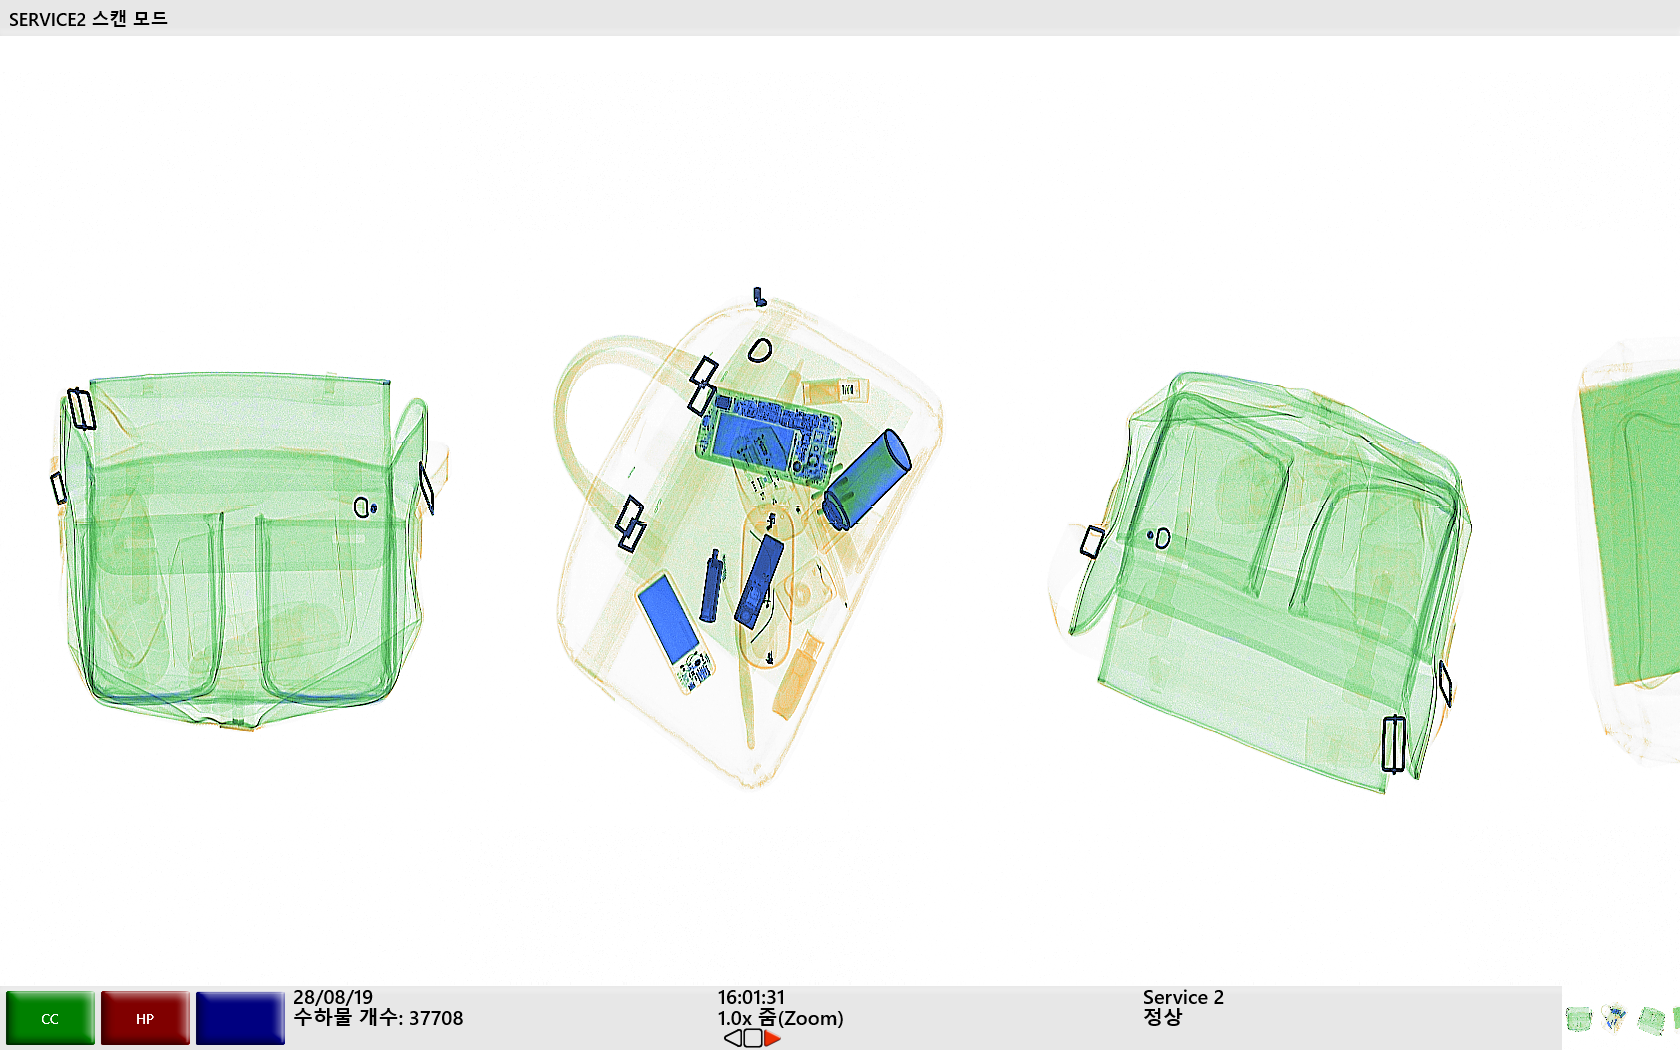 SERVICE2 스캔 모드
CC
HP
28/08/19
수하물 개수: 37708
16:01:31
1.0x 줌(Zoom)
Service 2
정상